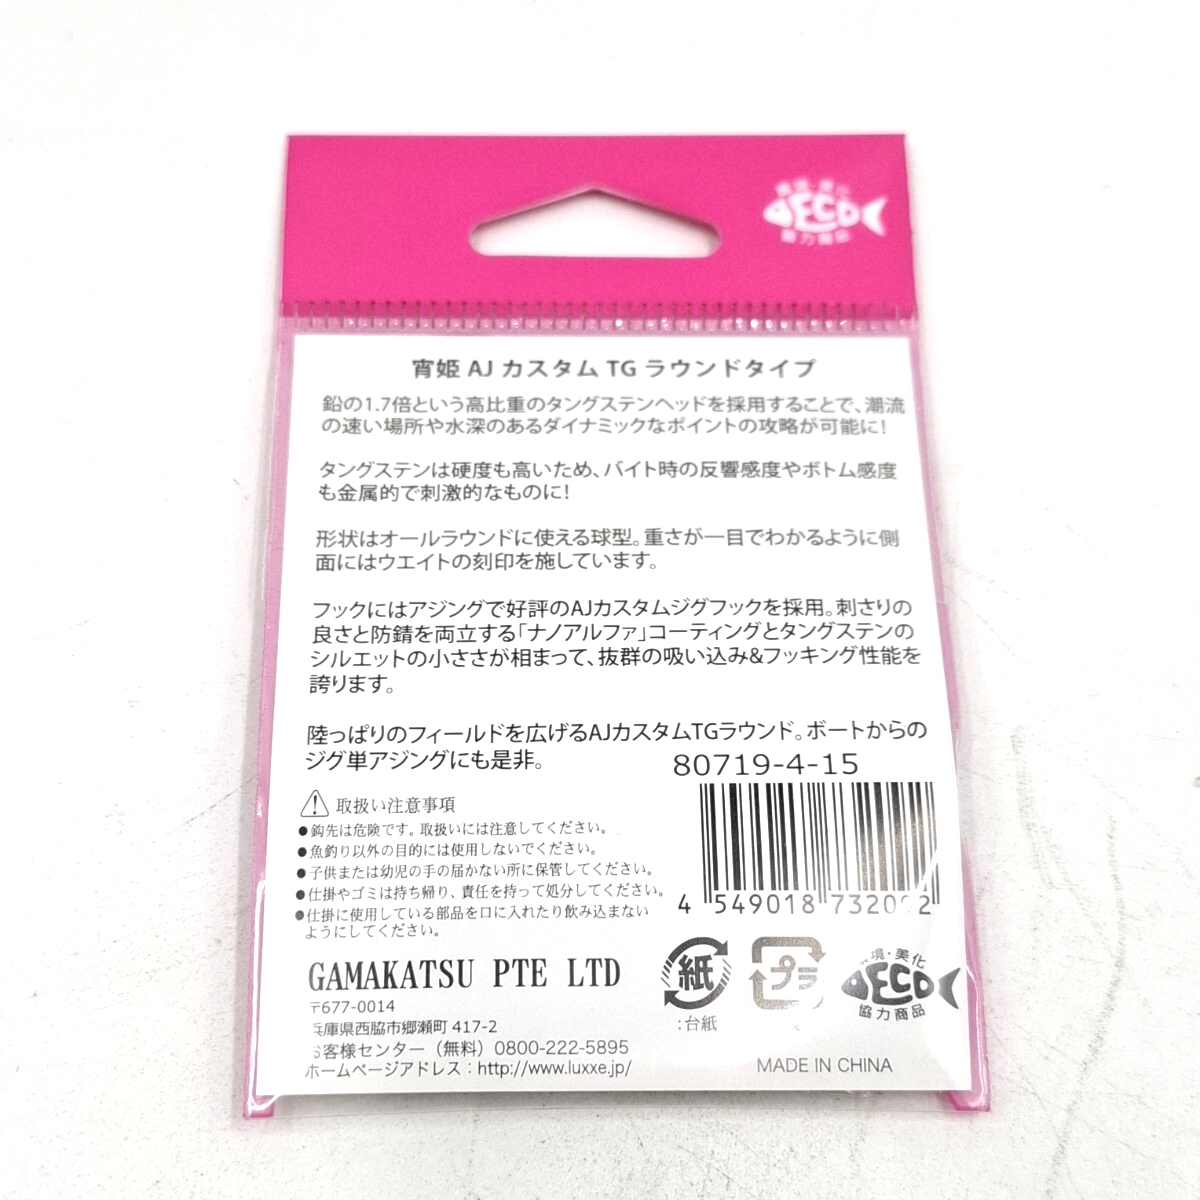 環境・美化
ECO
協力商品
宵姫 AJ カスタム TG ラウンドタイプ
鉛の1.7倍という高比重のタングステンヘッドを採用することで、潮流
の速い場所や水深のあるダイナミックなポイントの攻略が可能に!
タングステンは硬度も高いため、バイト時の反響感度やボトム感度
も金属的で刺激的なものに!
形状はオールラウンドに使える球型。重さが一目でわかるように側
面にはウエイトの刻印を施しています。
フックにはアジングで好評のAJカスタムジグフックを採用。刺さりの
良さと防錆を両立する「ナノアルファ」コーティングとタングステンの
シルエットの小ささが相まって、抜群の吸い込み&フッキング性能を
誇ります。
陸っぱりのフィールドを広げるAJカスタムTGラウンド。ボートからの
ジグ単アジングにも是非。
80719-4-15
取扱い注意事項
●鈎先は危険です。取扱いには注意してください。
●魚釣り以外の目的には使用しないでください。
●子供または幼児の手の届かない所に保管してください。
●仕掛やゴミは持ち帰り、責任を持って処分してください。
●仕掛に使用している部品を口に入れたり飲み込まない
ようにしてください。
4 549018 732092
GAMAKATSU PTE LTD
〒677-0014
兵庫県西脇市郷瀬町 417-2
お客様センター（無料）0800-222-5895
ホームページアドレス：http://www.luxxe.jp/
紙
:台紙
プラ
環境・美化
ECO
協力商品
MADE IN CHINA